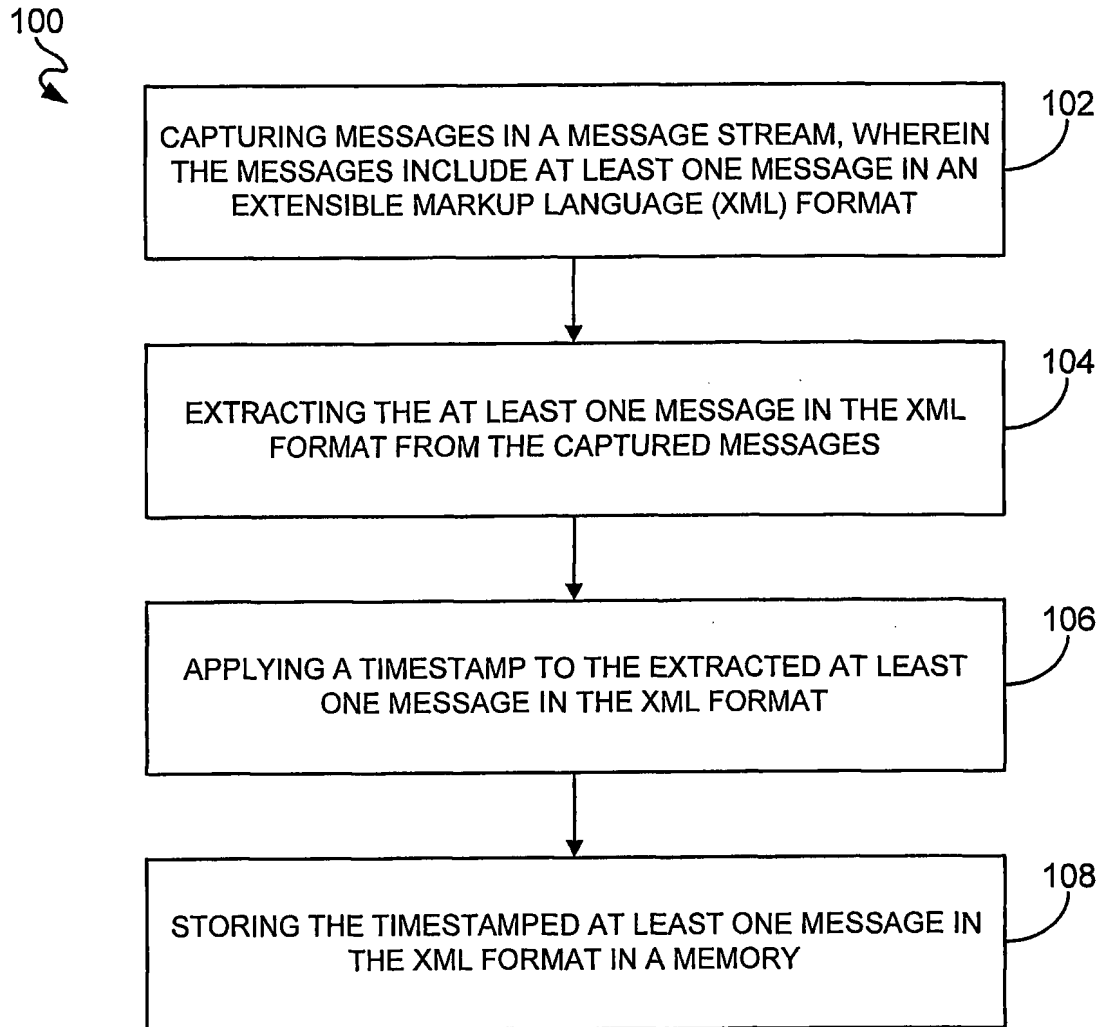 100
102
CAPTURING MESSAGES IN A MESSAGE STREAM, WHEREIN
THE MESSAGES INCLUDE AT LEAST ONE MESSAGE IN AN
EXTENSIBLE MARKUP LANGUAGE (XML) FORMAT
104
EXTRACTING THE AT LEAST ONE MESSAGE IN THE XML
FORMAT FROM THE CAPTURED MESSAGES
106
APPLYING A TIMESTAMP TO THE EXTRACTED AT LEAST
ONE MESSAGE IN THE XML FORMAT
108
STORING THE TIMESTAMPED AT LEAST ONE MESSAGE IN
THE XML FORMAT IN A MEMORY